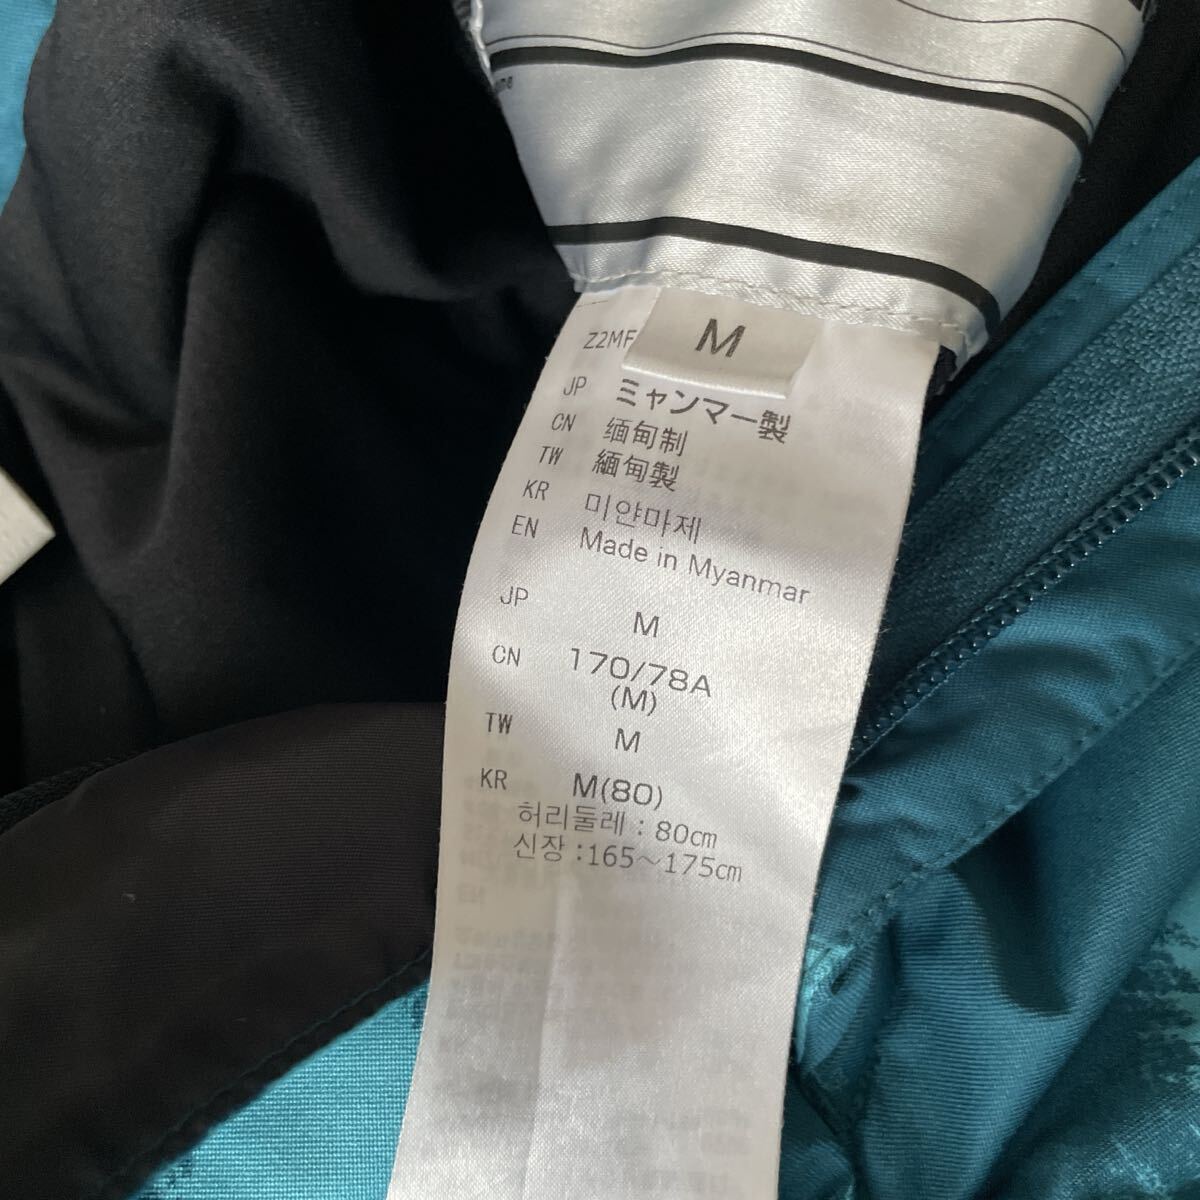 M
Z2MF
JP ミャンマー製
CN 缅甸制
TW 緬甸製
KR 미얀마제
EN Made in Myanmar
JP M
CN 170/78A
(M)
TW M
KR M(80)
허리둘레 : 80cm
신장 :165~175cm